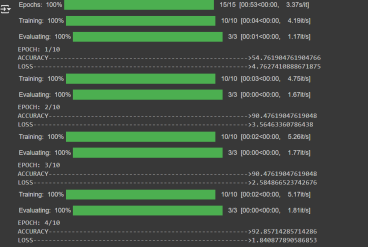 Epochs: 100% 15/15 [00:53<00:00, 3.37s/it]
Training: 100% 10/10 [00:04<00:00, 4.19it/s]
Evaluating: 100% 3/3 [00:01<00:00, 1.17it/s]
EPOCH: 1/10
ACCURACY-------------------------------------------------->54.761904761904766
LOSS------------------------------------------------------>4.7627410888671875
Training: 100% 10/10 [00:03<00:00, 4.75it/s]
Evaluating: 100% 3/3 [00:00<00:00, 1.67it/s]
EPOCH: 2/10
ACCURACY-------------------------------------------------->90.47619047619048
LOSS------------------------------------------------------>3.56463360786438
Training: 100% 10/10 [00:02<00:00, 5.26it/s]
Evaluating: 100% 3/3 [00:00<00:00, 1.77it/s]
EPOCH: 3/10
ACCURACY-------------------------------------------------->90.47619047619048
LOSS------------------------------------------------------>2.584866523742676
Training: 100% 10/10 [00:02<00:00, 5.17it/s]
Evaluating: 100% 3/3 [00:00<00:00, 1.81it/s]
EPOCH: 4/10
ACCURACY-------------------------------------------------->92.85714285714286
LOSS------------------------------------------------------>1.840877890586853